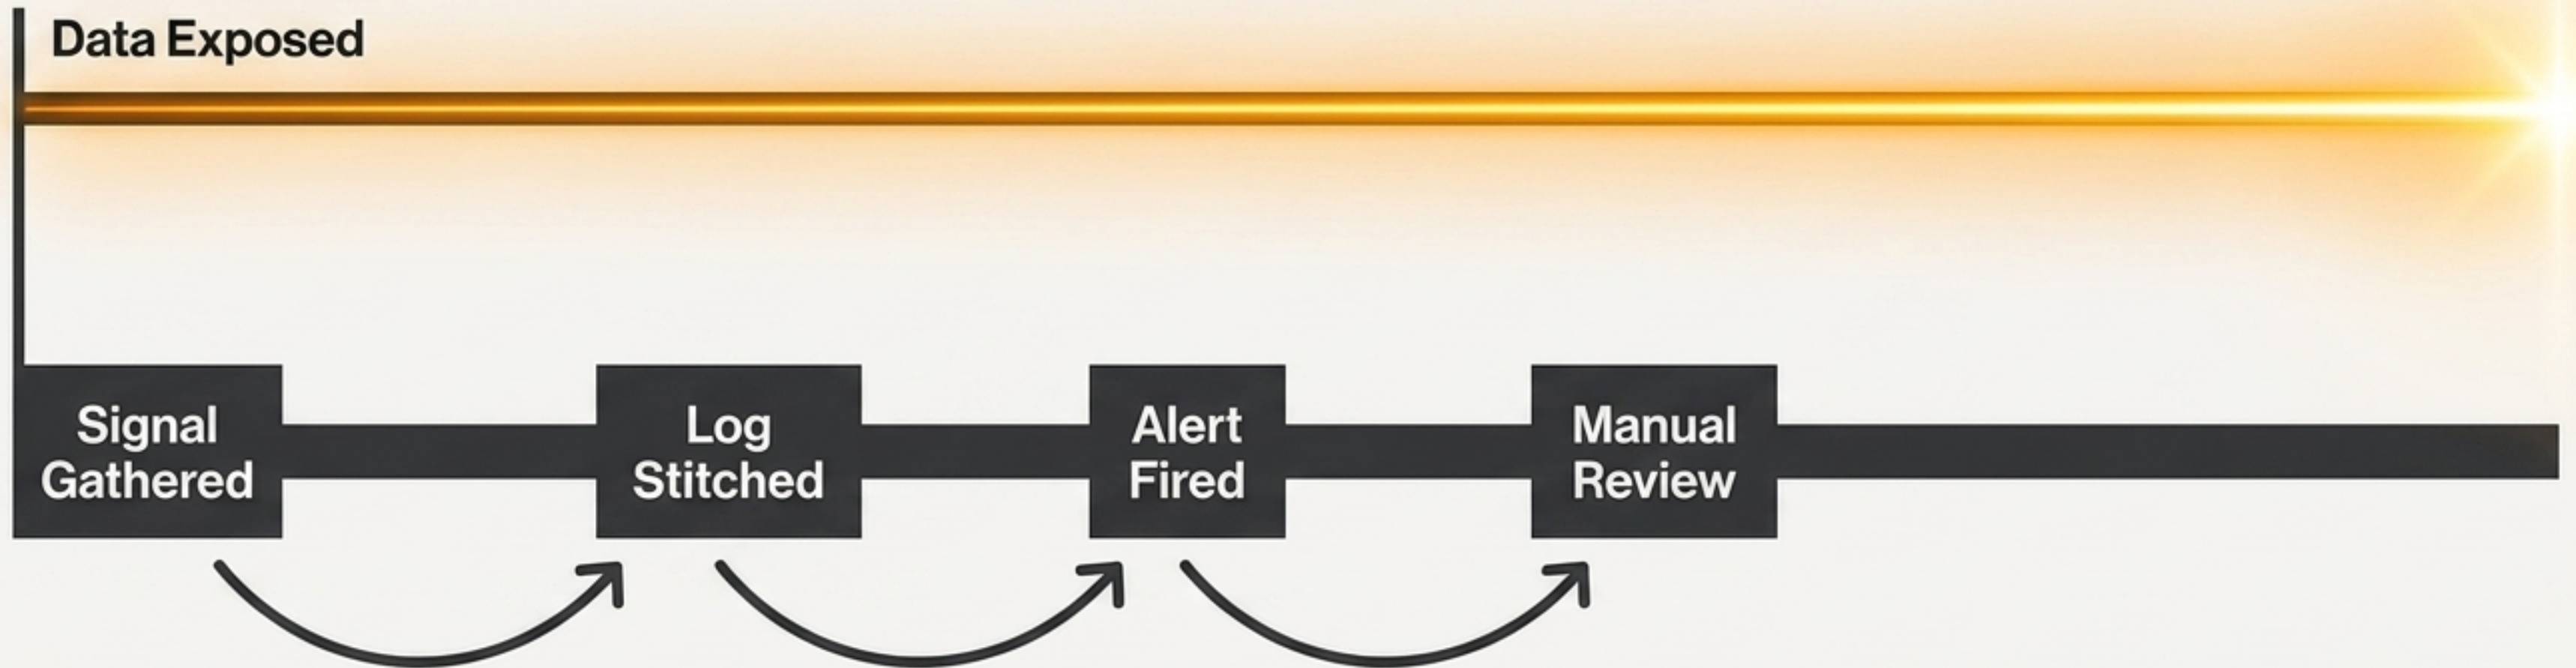 Data Exposed
Signal
Gathered
Log
Stitched
Alert
Fired
Manual
Review